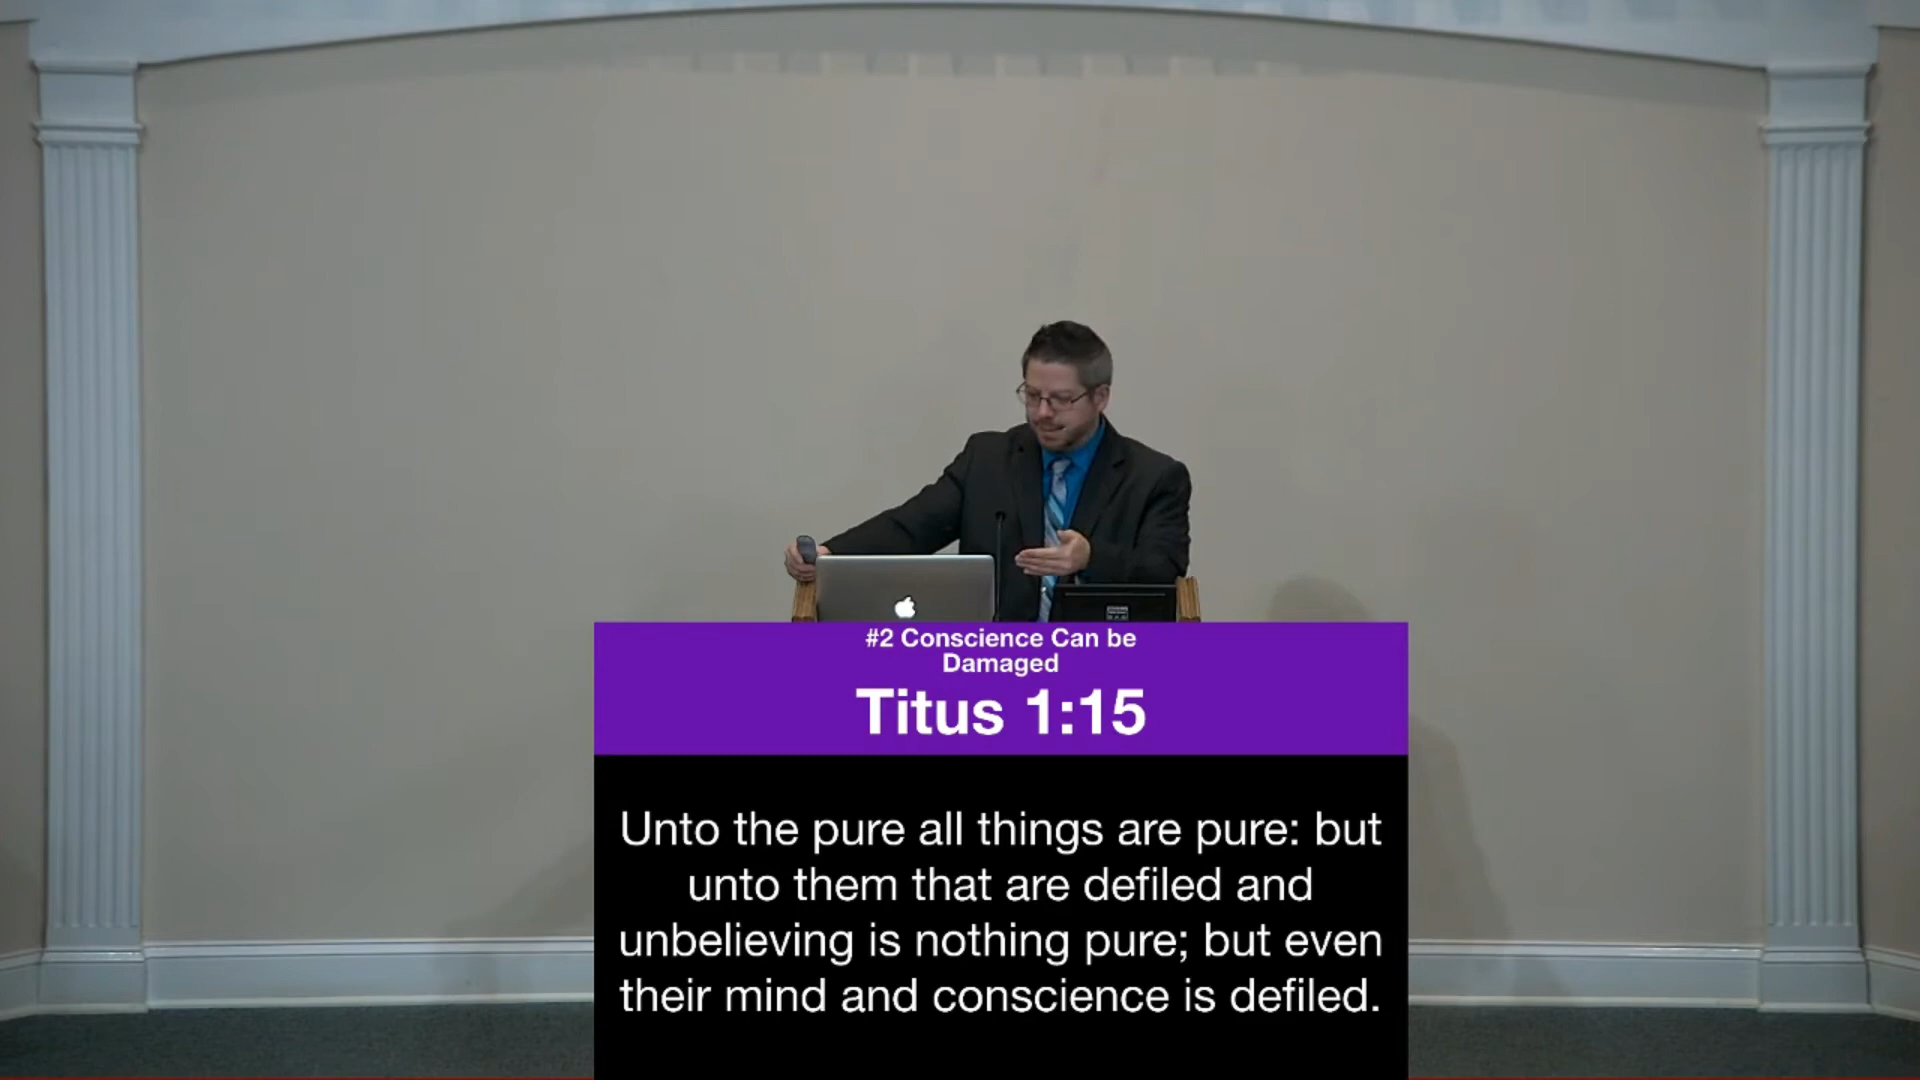 #2 Conscience Can be
Damaged
Titus 1:15
Unto the pure all things are pure: but
unto them that are defiled and
unbelieving is nothing pure; but even
their mind and conscience is defiled.